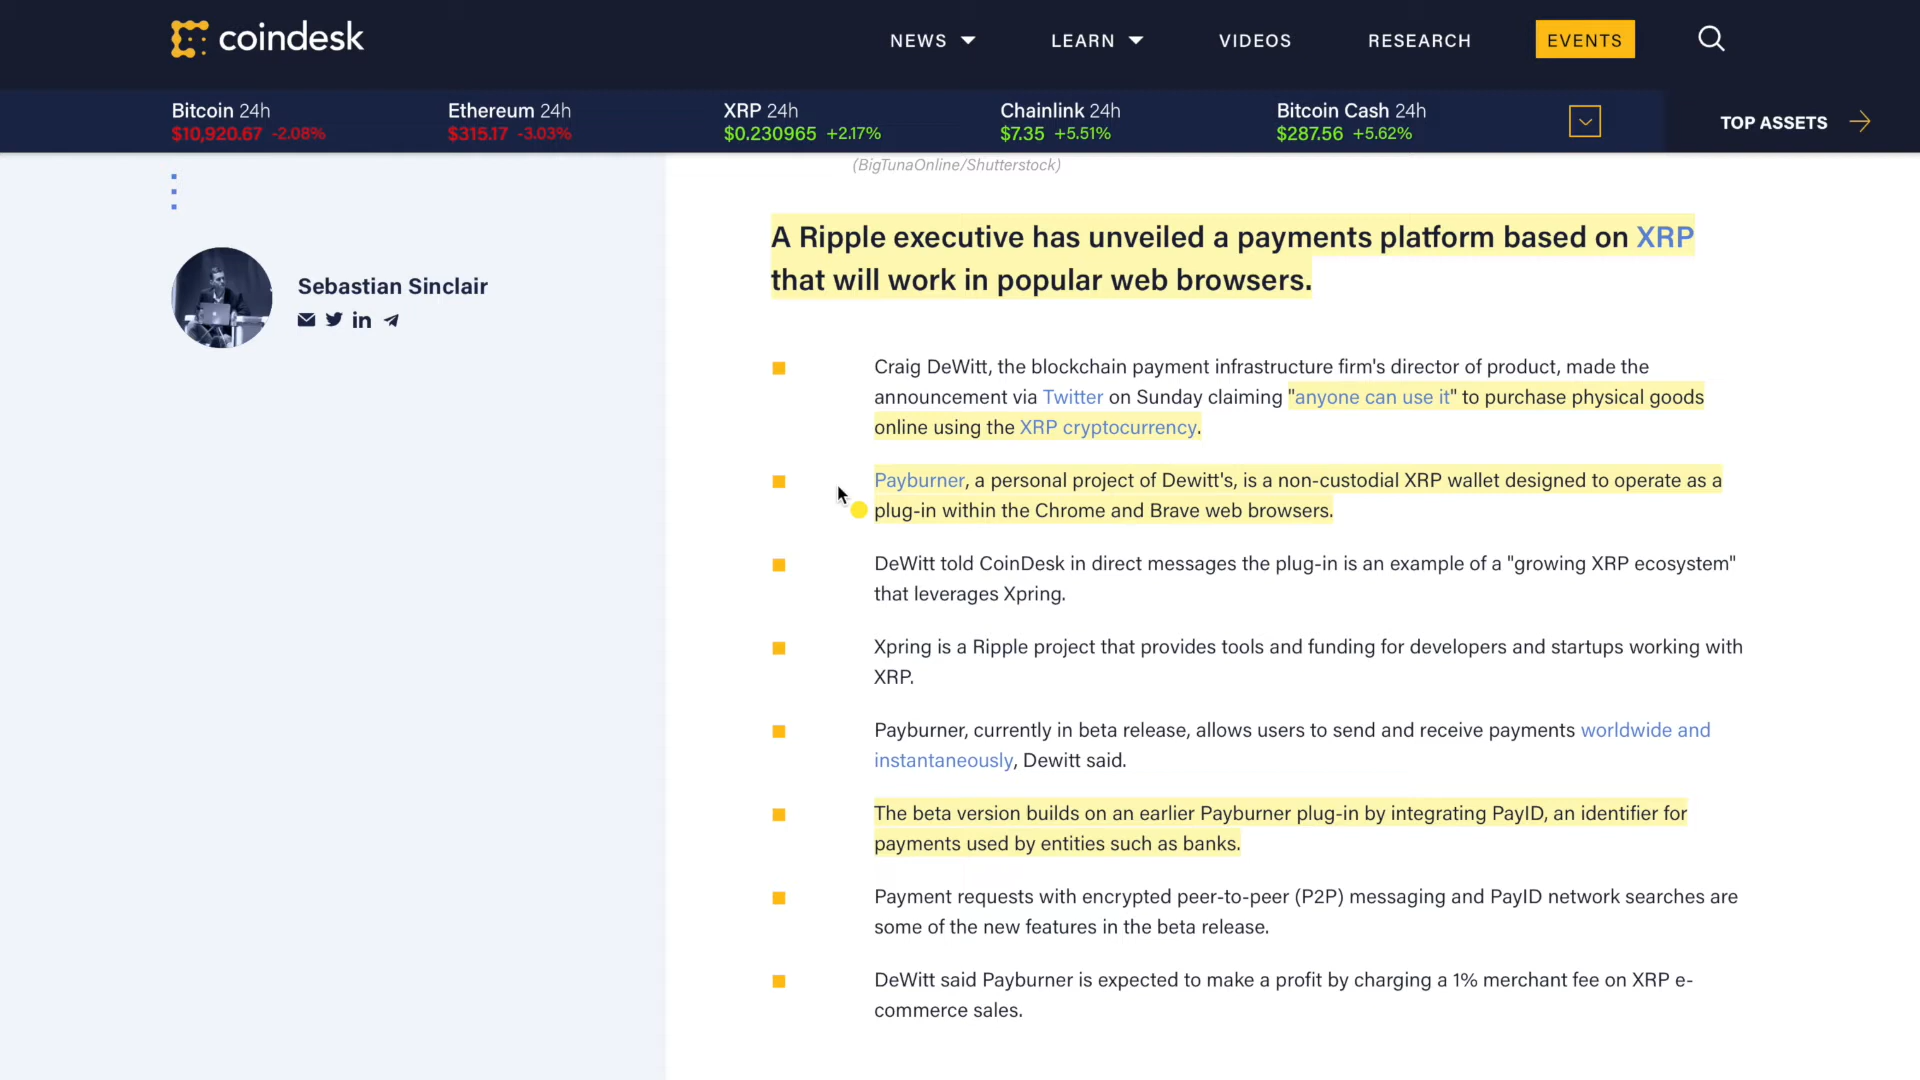 coindesk
NEWS
LEARN
VIDEOS
RESEARCH
EVENTS
Bitcoin 24h
$10,920.67 -2.08%
Ethereum 24h
$315.17 -3.03%
XRP 24h
$0.230965 +2.17%
Chainlink 24h
$7.35 +5.51%
Bitcoin Cash 24h
$287.56 +5.62%
TOP ASSETS
(BigTunaOnline/Shutterstock)
Sebastian Sinclair
A Ripple executive has unveiled a payments platform based on XRP
that will work in popular web browsers.
Craig DeWitt, the blockchain payment infrastructure firm's director of product, made the
announcement via Twitter on Sunday claiming "anyone can use it" to purchase physical goods
online using the XRP cryptocurrency.
Payburner, a personal project of Dewitt's, is a non-custodial XRP wallet designed to operate as a
plug-in within the Chrome and Brave web browsers.
DeWitt told CoinDesk in direct messages the plug-in is an example of a "growing XRP ecosystem"
that leverages Xpring.
Xpring is a Ripple project that provides tools and funding for developers and startups working with
XRP.
Payburner, currently in beta release, allows users to send and receive payments worldwide and
instantaneously, Dewitt said.
The beta version builds on an earlier Payburner plug-in by integrating PayID, an identifier for
payments used by entities such as banks.
Payment requests with encrypted peer-to-peer (P2P) messaging and PayID network searches are
some of the new features in the beta release.
DeWitt said Payburner is expected to make a profit by charging a 1% merchant fee on XRP e-
commerce sales.